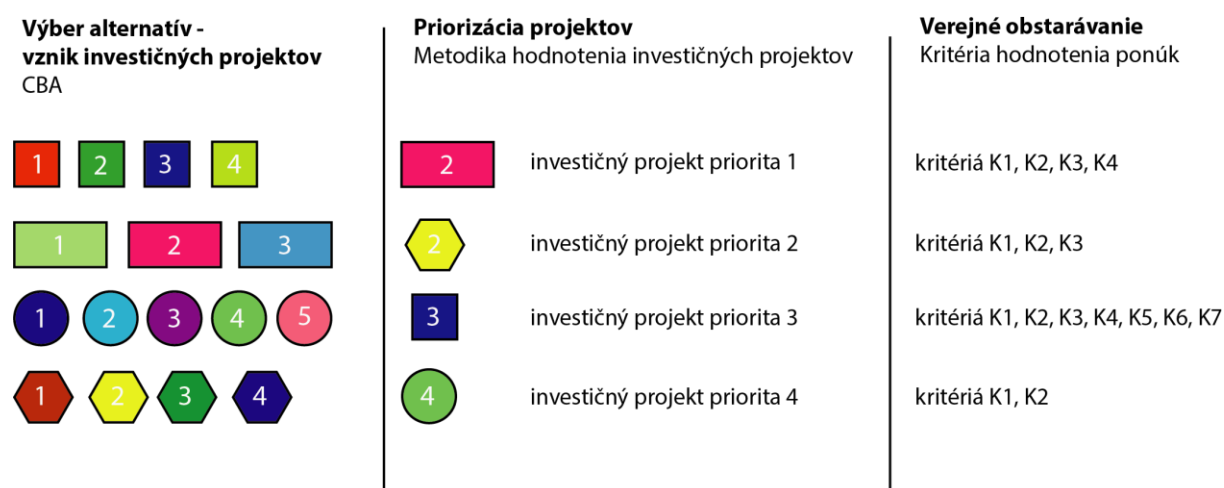 Výber alternatív -
vznik investičných projektov
CBA
Priorizácia projektov
Metodika hodnotenia investičných projektov
Verejné obstarávanie
Kritéria hodnotenia ponúk
1 2 3 4
2 investičný projekt priorita 1
kritériá K1, K2, K3, K4
1 2 3
2 investičný projekt priorita 2
kritériá K1, K2, K3
1 2 3 4 5
3 investičný projekt priorita 3
kritériá K1, K2, K3, K4, K5, K6, K7
1 2 3 4
4 investičný projekt priorita 4
kritériá K1, K2